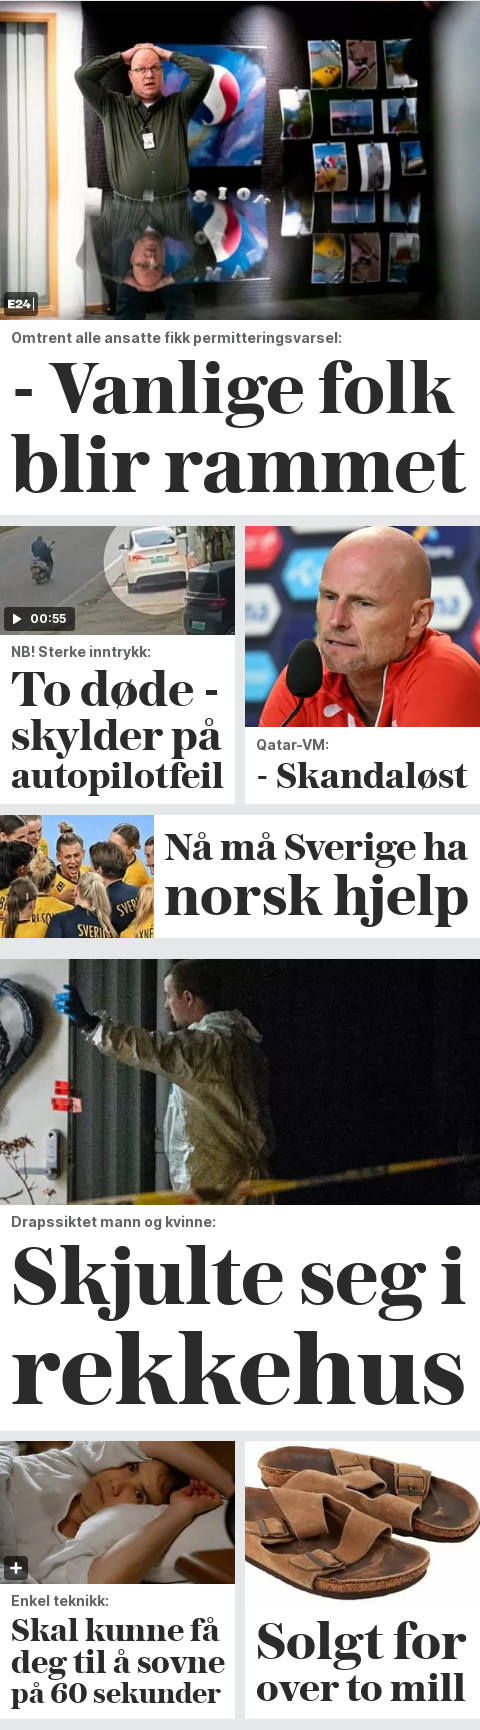 E24
Omtrent alle ansatte fikk permitteringsvarsel:
- Vanlige folk
blir rammet
00:55
NB! Sterke inntrykk:
To døde -
skylder på
autopilotfeil
Qatar-VM:
- Skandaløst
SVERI
SVERI
Nå må Sverige ha
norsk hjelp
Drapssiktet mann og kvinne:
Skjulte seg i
rekkehus
Enkel teknikk:
Skal kunne få
deg til å sovne
på 60 sekunder
Solgt for
over to mill